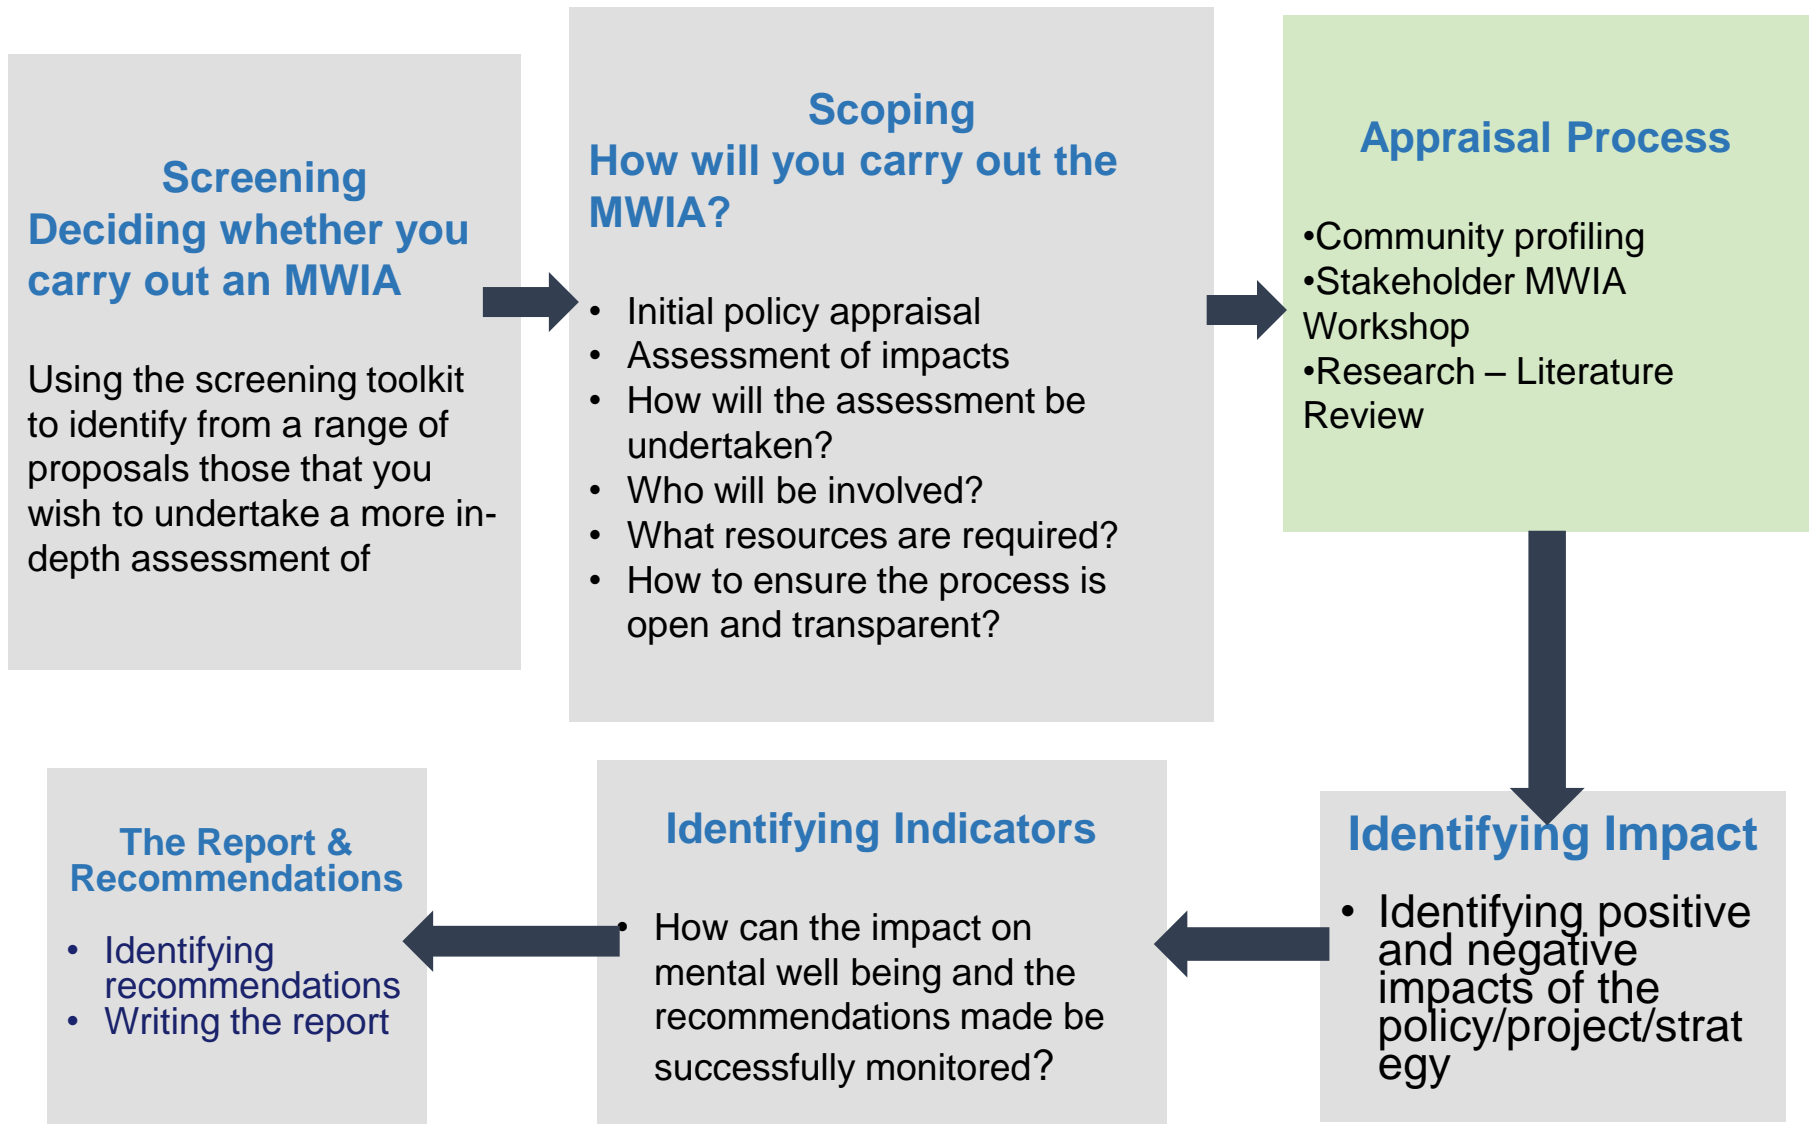 Screening
Deciding whether you
carry out an MWIA
Using the screening toolkit
to identify from a range of
proposals those that you
wish to undertake a more in-
depth assessment of
Scoping
How will you carry out the
MWIA?
• Initial policy appraisal
• Assessment of impacts
• How will the assessment be
undertaken?
• Who will be involved?
• What resources are required?
• How to ensure the process is
open and transparent?
Appraisal Process
•Community profiling
•Stakeholder MWIA
Workshop
•Research – Literature
Review
Identifying Impact
• Identifying positive
and negative
impacts of the
policy/project/strat
egy
Identifying Indicators
• How can the impact on
mental well being and the
recommendations made be
successfully monitored?
The Report &
Recommendations
• Identifying
recommendations
• Writing the report